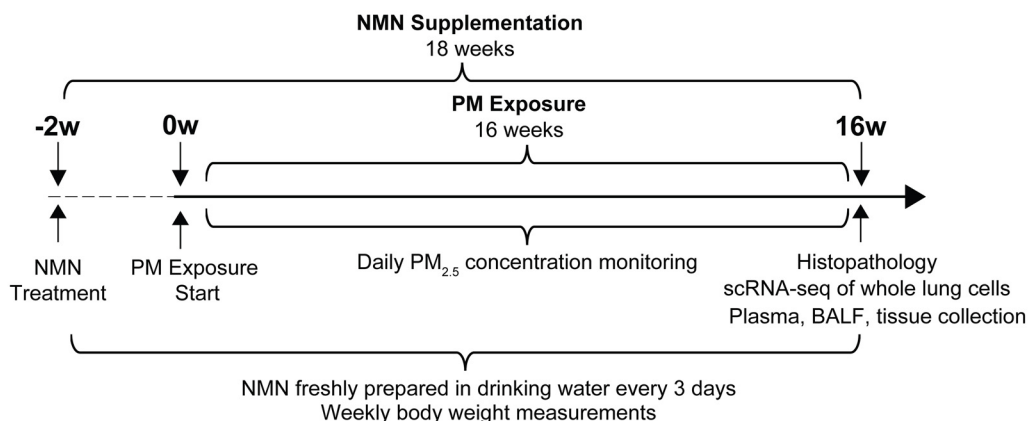 NMN Supplementation
18 weeks
PM Exposure
16 weeks
-2w
0w
16w
NMN
Treatment
PM Exposure
Start
Daily PM2.5 concentration monitoring
Histopathology
scRNA-seq of whole lung cells
Plasma, BALF, tissue collection
NMN freshly prepared in drinking water every 3 days
Weekly body weight measurements